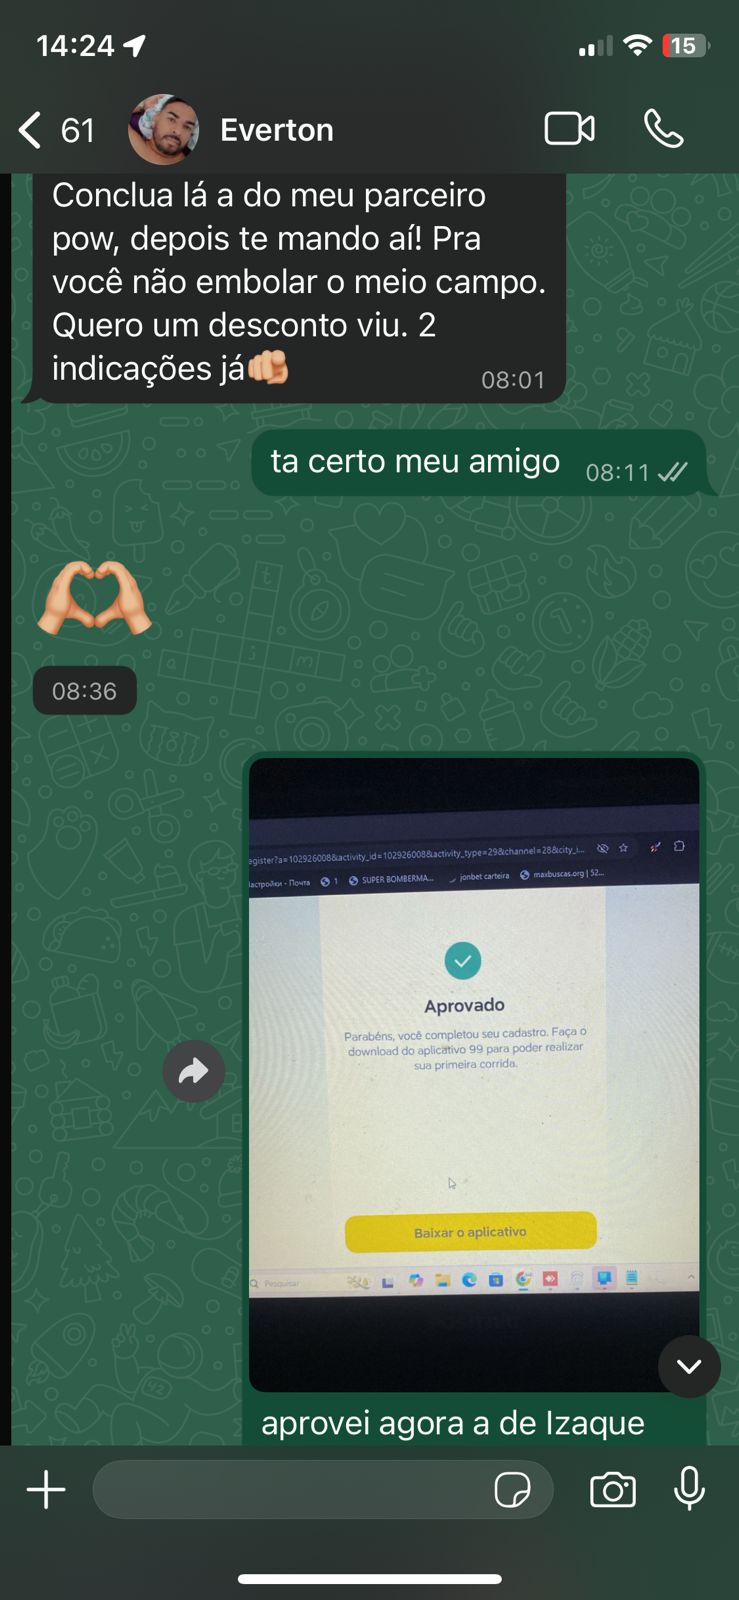 14:24
15
61
Everton
Conclua lá a do meu parceiro
pow, depois te mando aí! Pra
você não embolar o meio campo.
Quero um desconto viu. 2
indicações já🫵🏼
08:01
ta certo meu amigo
08:11
🫶🏼
08:36
egister?a=102926008&activity_id=102926008&activity_type=29&channel=28&city_i...
Настройки - Почта
1
SUPER BOMBERMA...
jonbet carteira
maxbuscas.org | 52...
Aprovado
Parabéns, você completou seu cadastro. Faça o
download do aplicativo 99 para poder realizar
sua primeira corrida.
Baixar o aplicativo
Pesquisar
aprovei agora a de Izaque